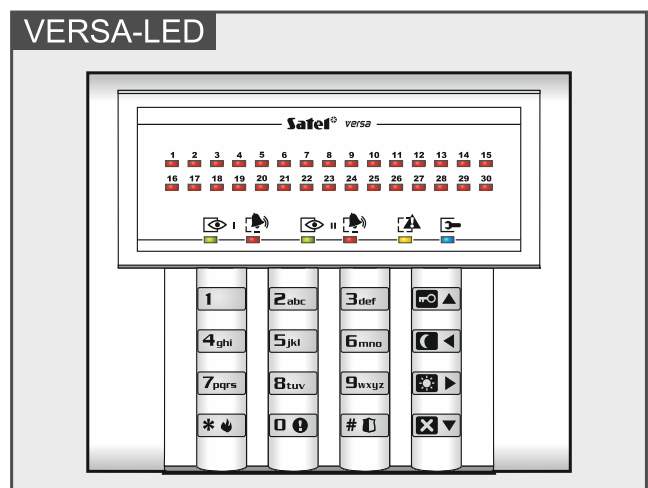 VERSA-LED
Satel versa
1 2 3 4 5 6 7 8 9 10 11 12 13 14 15
16 17 18 19 20 21 22 23 24 25 26 27 28 29 30
I II
1 2abc 3def
4ghi 5jkl 6mno
7pqrs 8tuv 9wxyz
* 0 #